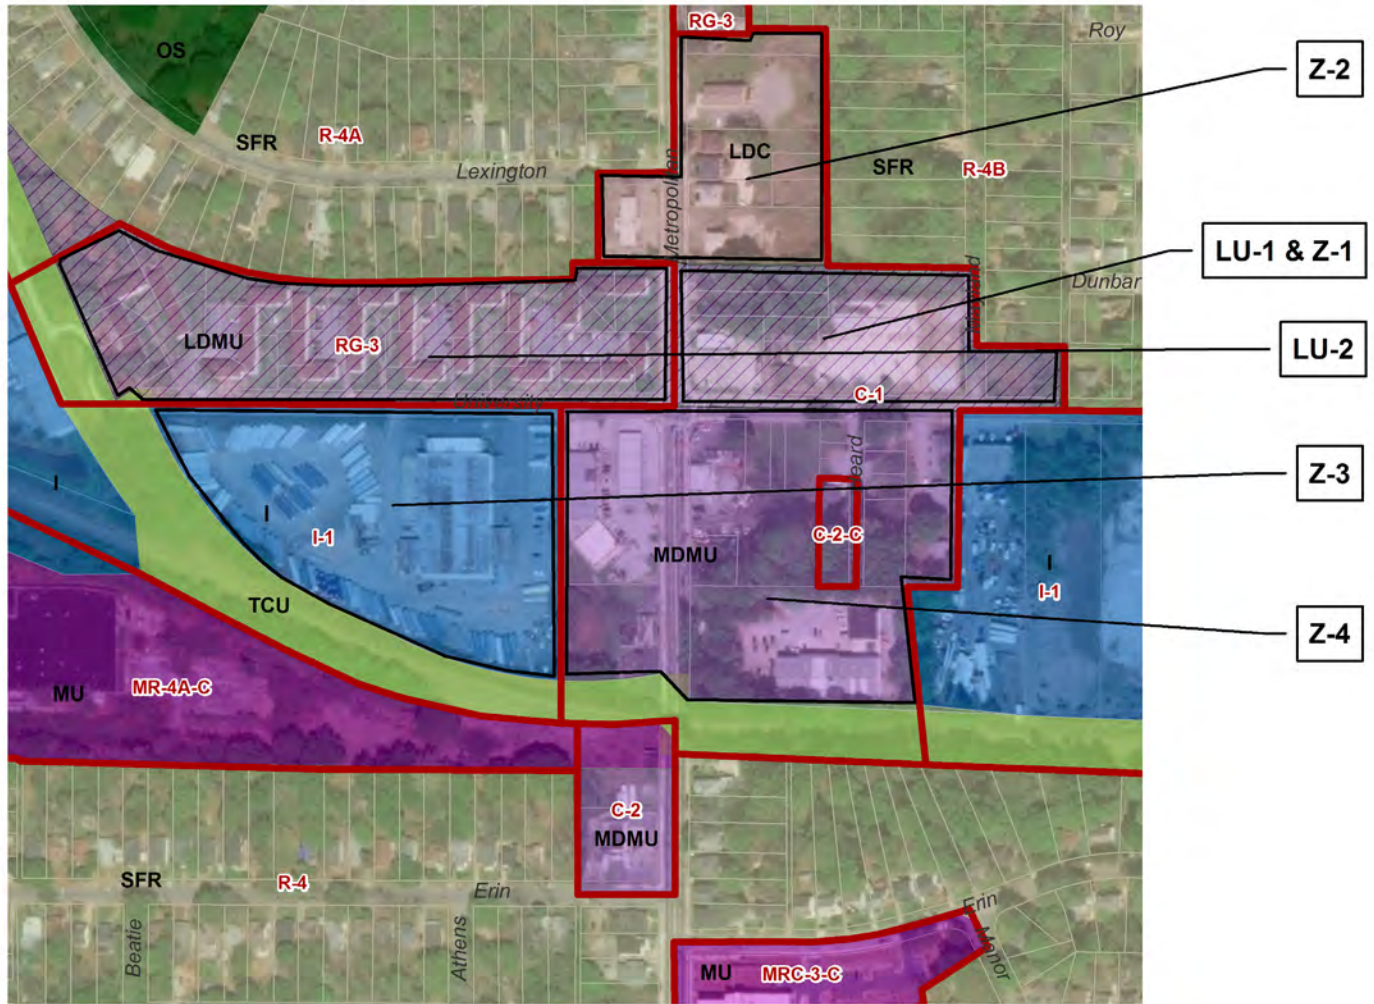 RG-3
Roy
OS
Z-2
SFR
R-4A
LDC
SFR
R-4B
Lexington
Metropolitan
LU-1 & Z-1
Dunbar
LDMU
RG-3
LU-2
C-1
University
eard
I
Z-3
I
I-1
C-2-C
MDMU
I
I-1
TCU
Z-4
MU
MR-4A-C
C-2
MDMU
SFR
R-4
Erin
Erin
Beatie
Athens
Manor
MU
MRC-3-C